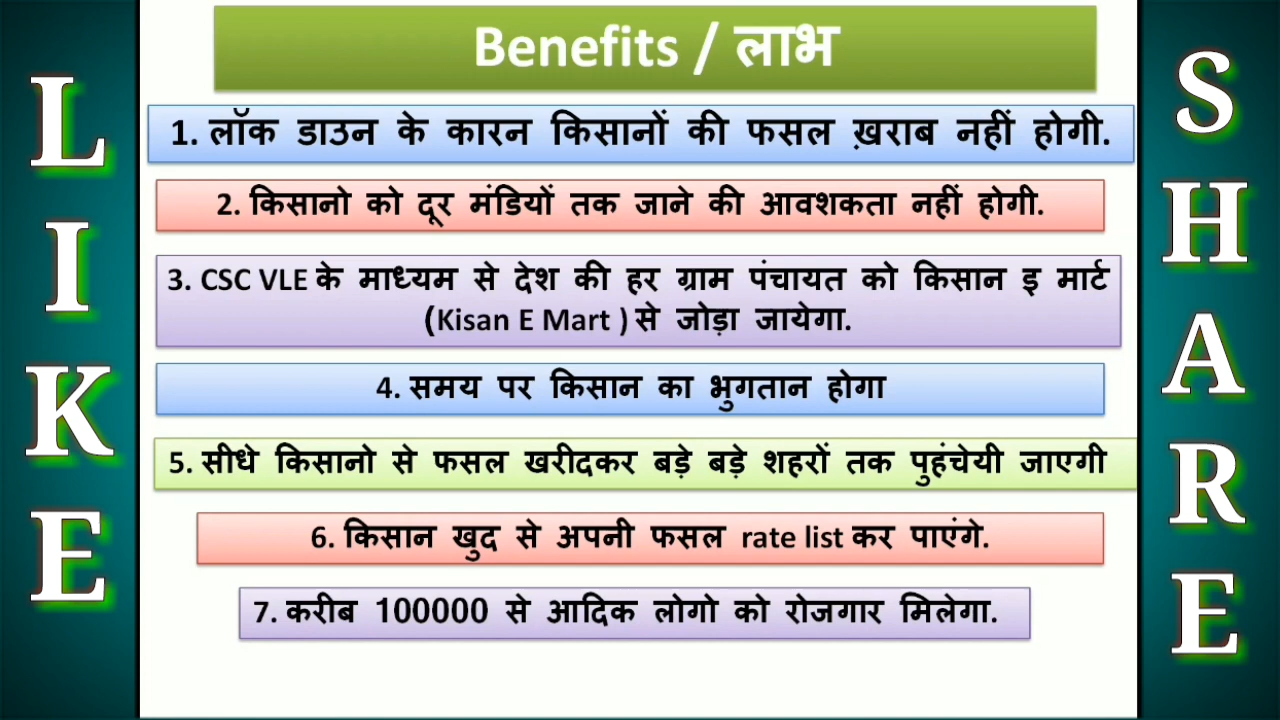 LIKE
Benefits / लाभ
1. लॉक डाउन के कारन किसानों की फसल ख़राब नहीं होगी.
2. किसानो को दूर मंडियों तक जाने की आवशकता नहीं होगी.
3. CSC VLE के माध्यम से देश की हर ग्राम पंचायत को किसान इ मार्ट
(Kisan E Mart ) से जोड़ा जायेगा.
4. समय पर किसान का भुगतान होगा
5. सीधे किसानो से फसल खरीदकर बड़े बड़े शहरों तक पुहंचेयी जाएगी
6. किसान खुद से अपनी फसल rate list कर पाएंगे.
7. करीब 100000 से आदिक लोगो को रोजगार मिलेगा.
SHARE